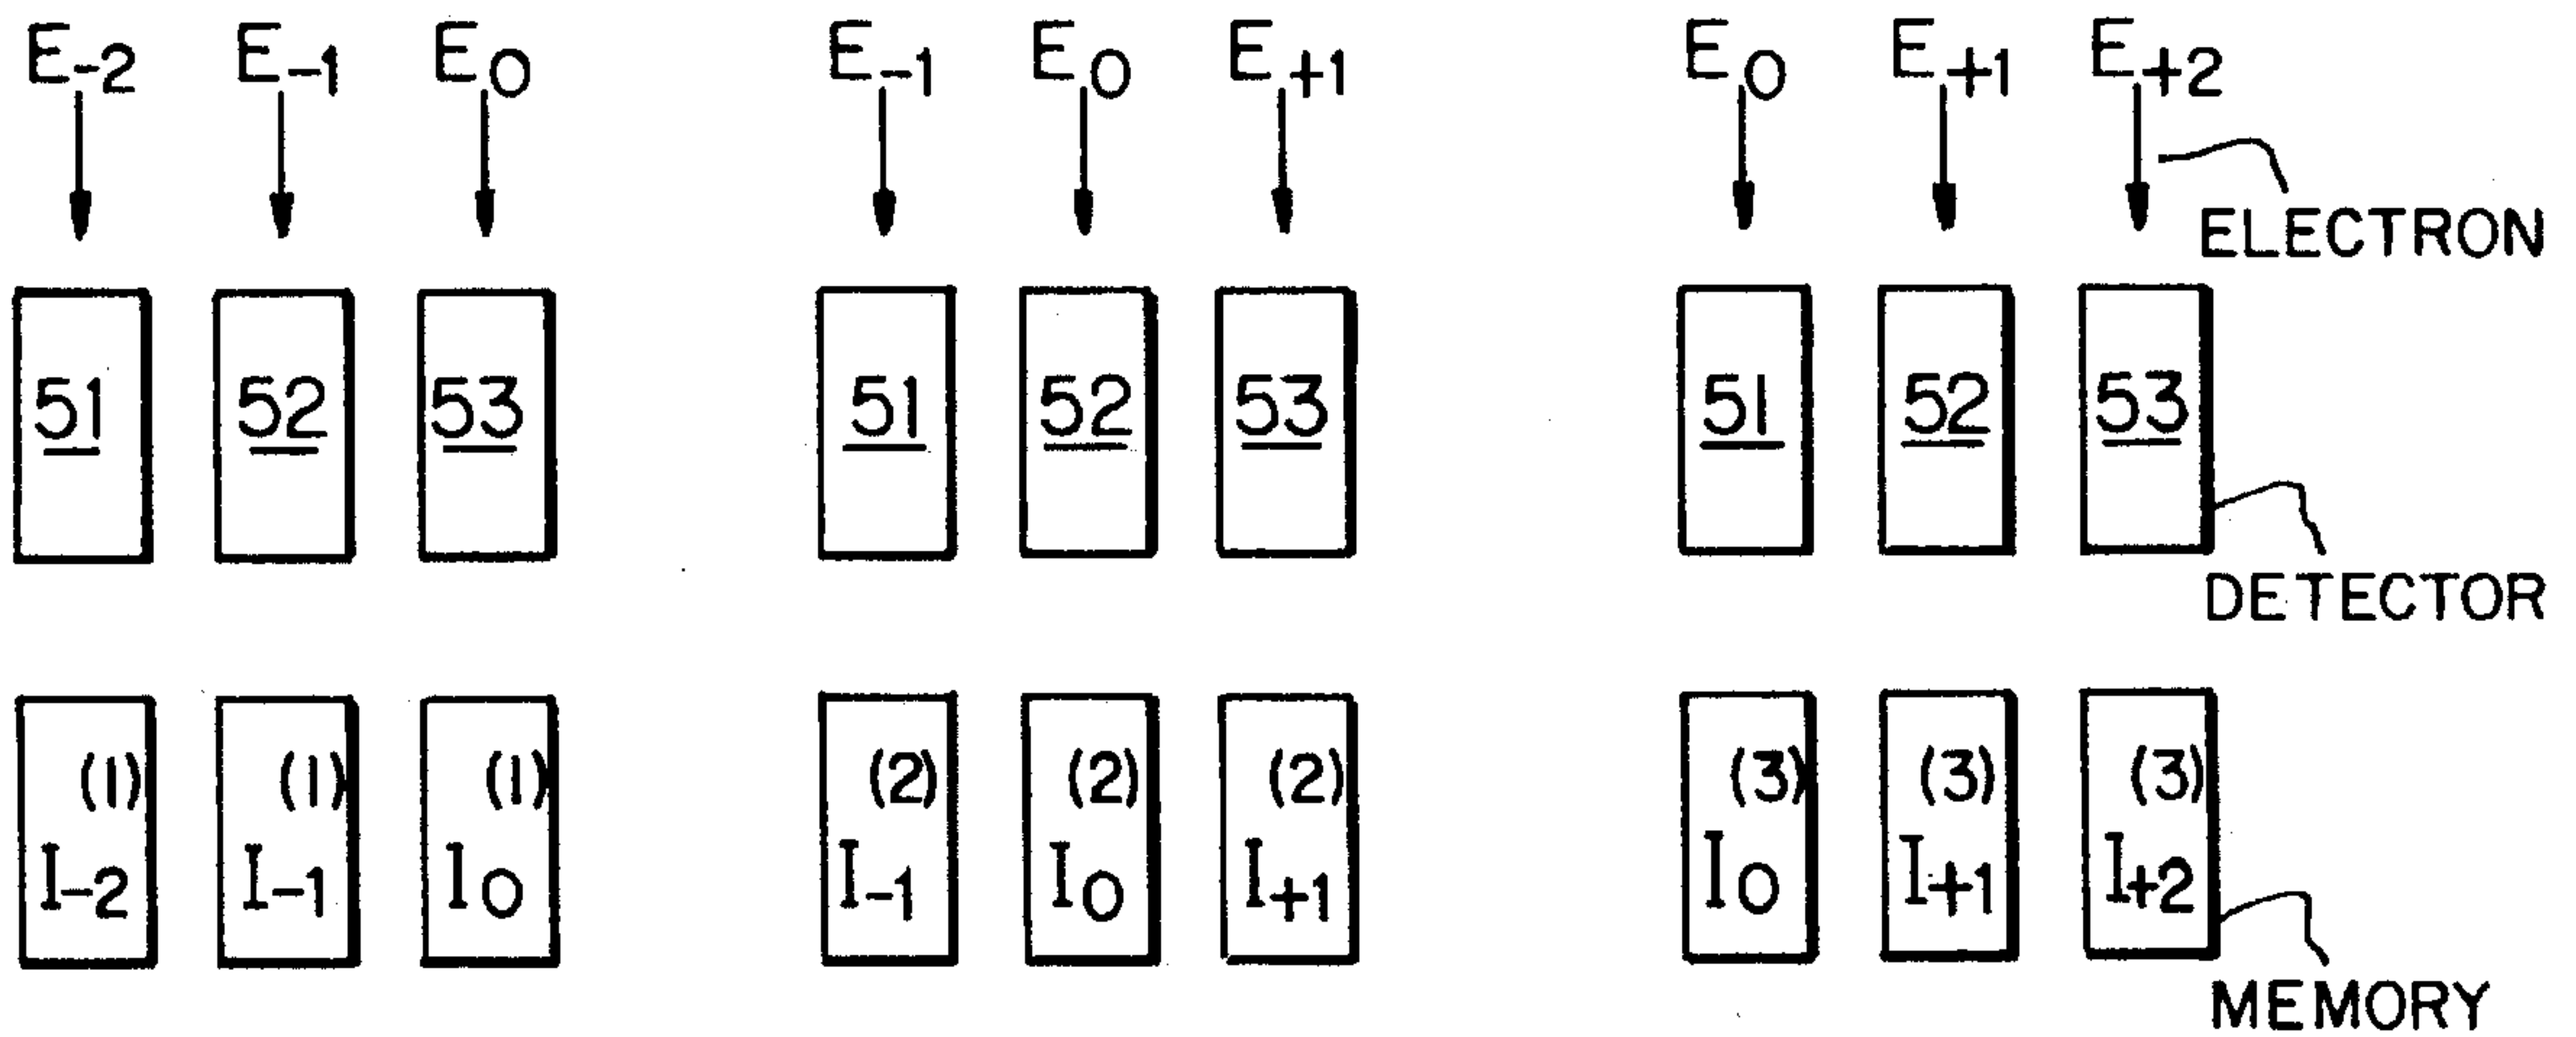 E-2 E-1 E0 E-1 E0 E+1 E0 E+1 E+2
ELECTRON
51 52 53 51 52 53 51 52 53
DETECTOR
(1) (1) (1) (2) (2) (2) (3) (3) (3)
I-2 I-1 I0 I-1 I0 I+1 I0 I+1 I+2
MEMORY